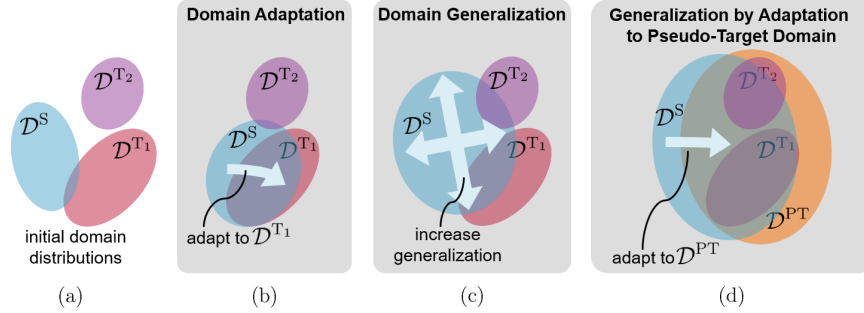 𝒟^T₂
𝒟^S
𝒟^T₁
initial domain
distributions
(a)
Domain Adaptation
𝒟^T₂
𝒟^S
𝒟^T₁
adapt to 𝒟^T₁
(b)
Domain Generalization
𝒟^T₂
𝒟^S
𝒟^T₁
increase
generalization
(c)
Generalization by Adaptation
to Pseudo-Target Domain
𝒟^T₂
𝒟^S
𝒟^T₁
𝒟^PT
adapt to 𝒟^PT
(d)